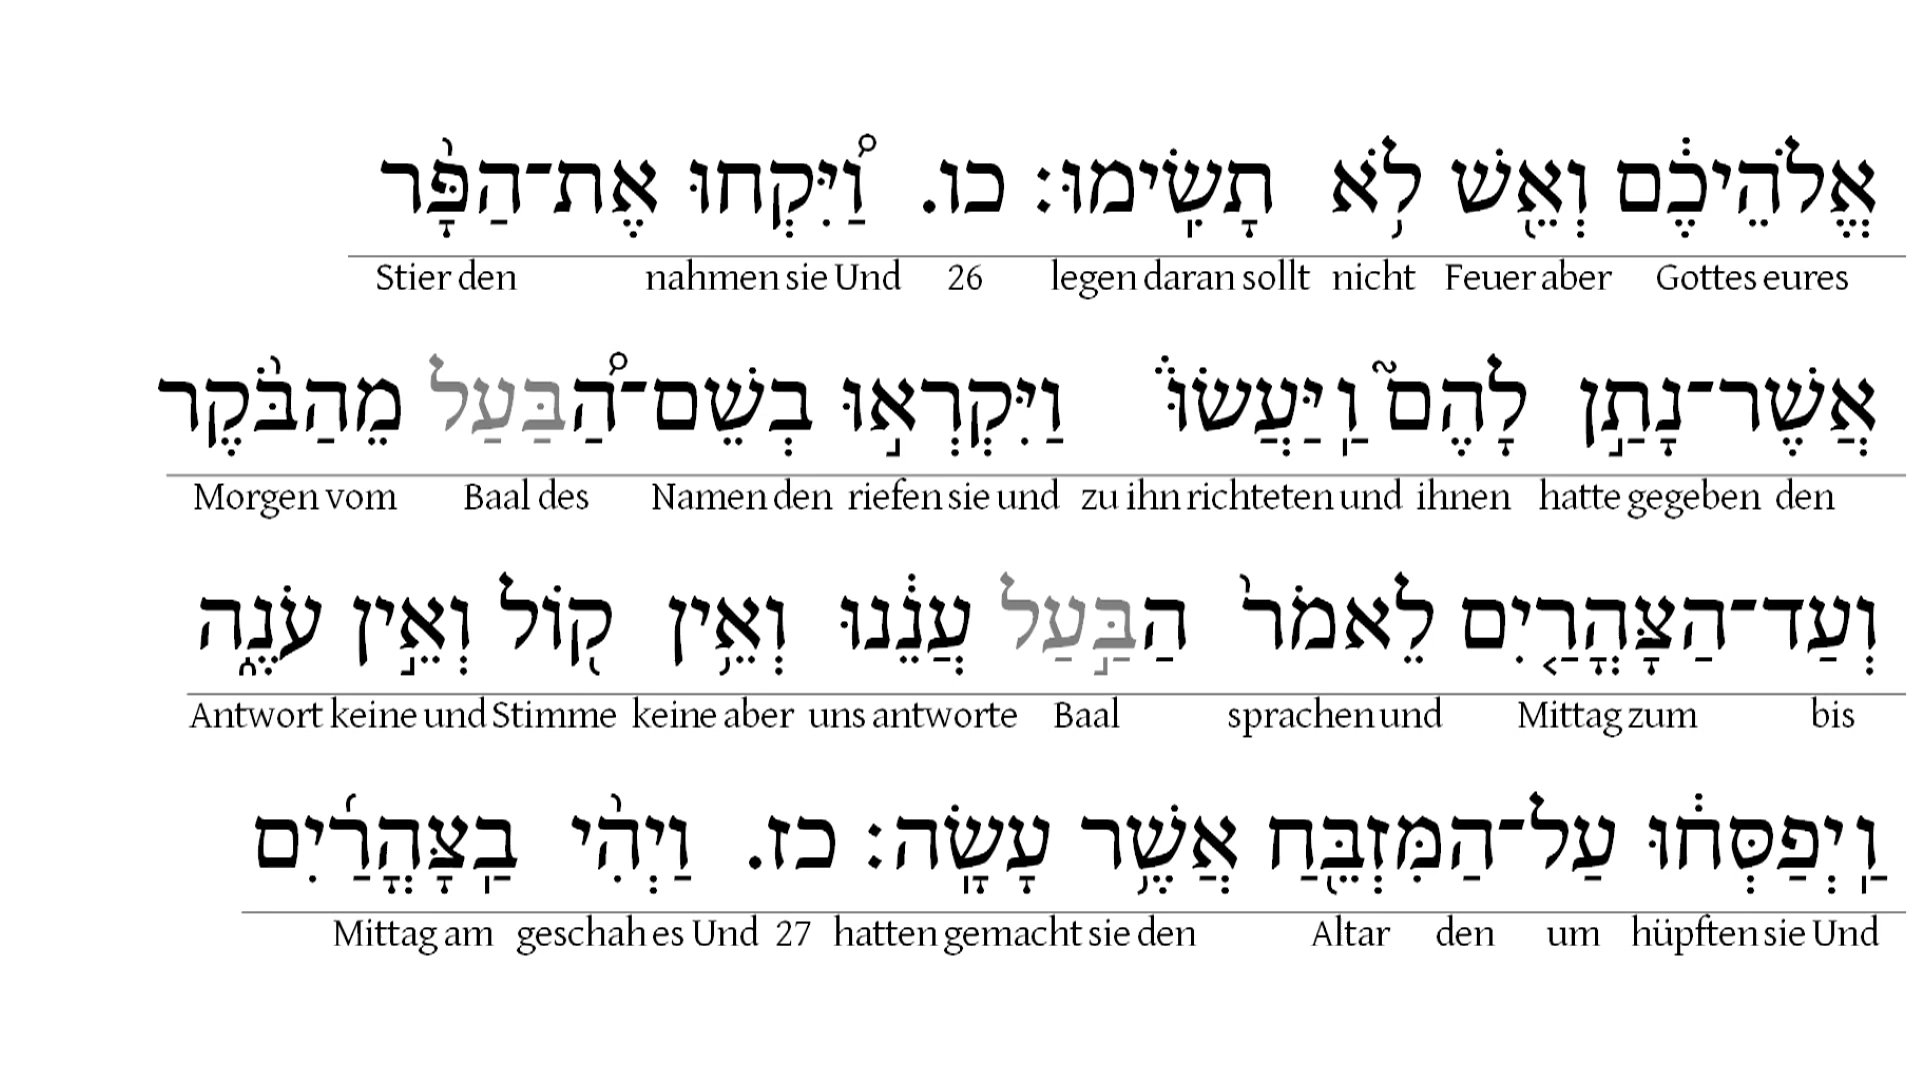 אֱלֹהֵיכֶ֔ם וְאֵ֖שׁ לֹ֥א תָשִֽׂימוּ׃ כו. וַ֠יִּקְחוּ אֶת־הַפָּ֨ר
Stier den nahmen sie Und 26 legen daran sollt nicht Feuer aber Gottes eures
אֲשֶׁר־נָתַ֣ן לָהֶם֮ וַֽיַּעֲשׂוּ֒ וַיִּקְרְא֣וּ בְשֵׁם־הַ֠בַּעַל מֵהַבֹּ֨קֶר
Morgen vom Baal des Namen den riefen sie und zu ihn richteten und ihnen hatte gegeben den
וְעַד־הַצָּהֳרַ֤יִם לֵאמֹר֙ הַבַּ֣עַל עֲנֵ֔נוּ וְאֵ֥ין ק֖וֹל וְאֵ֣ין עֹנֶ֑ה
Antwort keine und Stimme keine aber uns antworte Baal sprachen und Mittag zum bis
וַֽיְפַסְּח֔וּ עַל־הַמִּזְבֵּ֖חַ אֲשֶׁ֥ר עָשָֽׂה׃ כז. וַיְהִ֨י בַֽצָּהֳרַ֜יִם
Mittag am geschah es Und 27 hatten gemacht sie den Altar den um hüpften sie Und